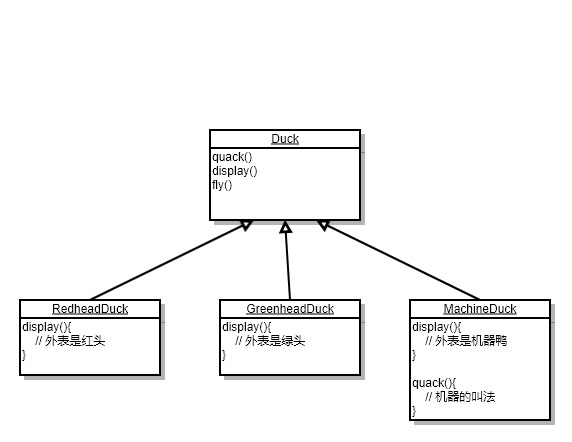 Duck
quack()
display()
fly()
RedheadDuck
display(){
// 外表是红头
}
GreenheadDuck
display(){
// 外表是绿头
}
MachineDuck
display(){
// 外表是机器鸭
}
quack(){
// 机器的叫法
}